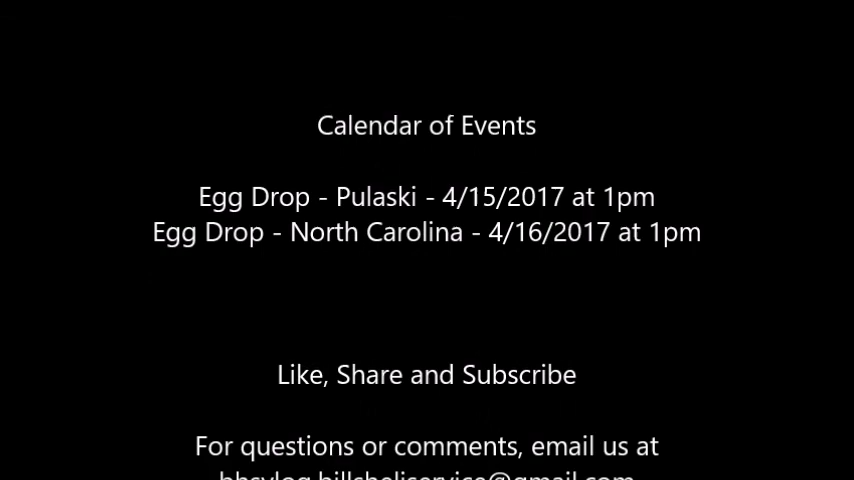 Calendar of Events
Egg Drop - Pulaski - 4/15/2017 at 1pm
Egg Drop - North Carolina - 4/16/2017 at 1pm
Like, Share and Subscribe
For questions or comments, email us at